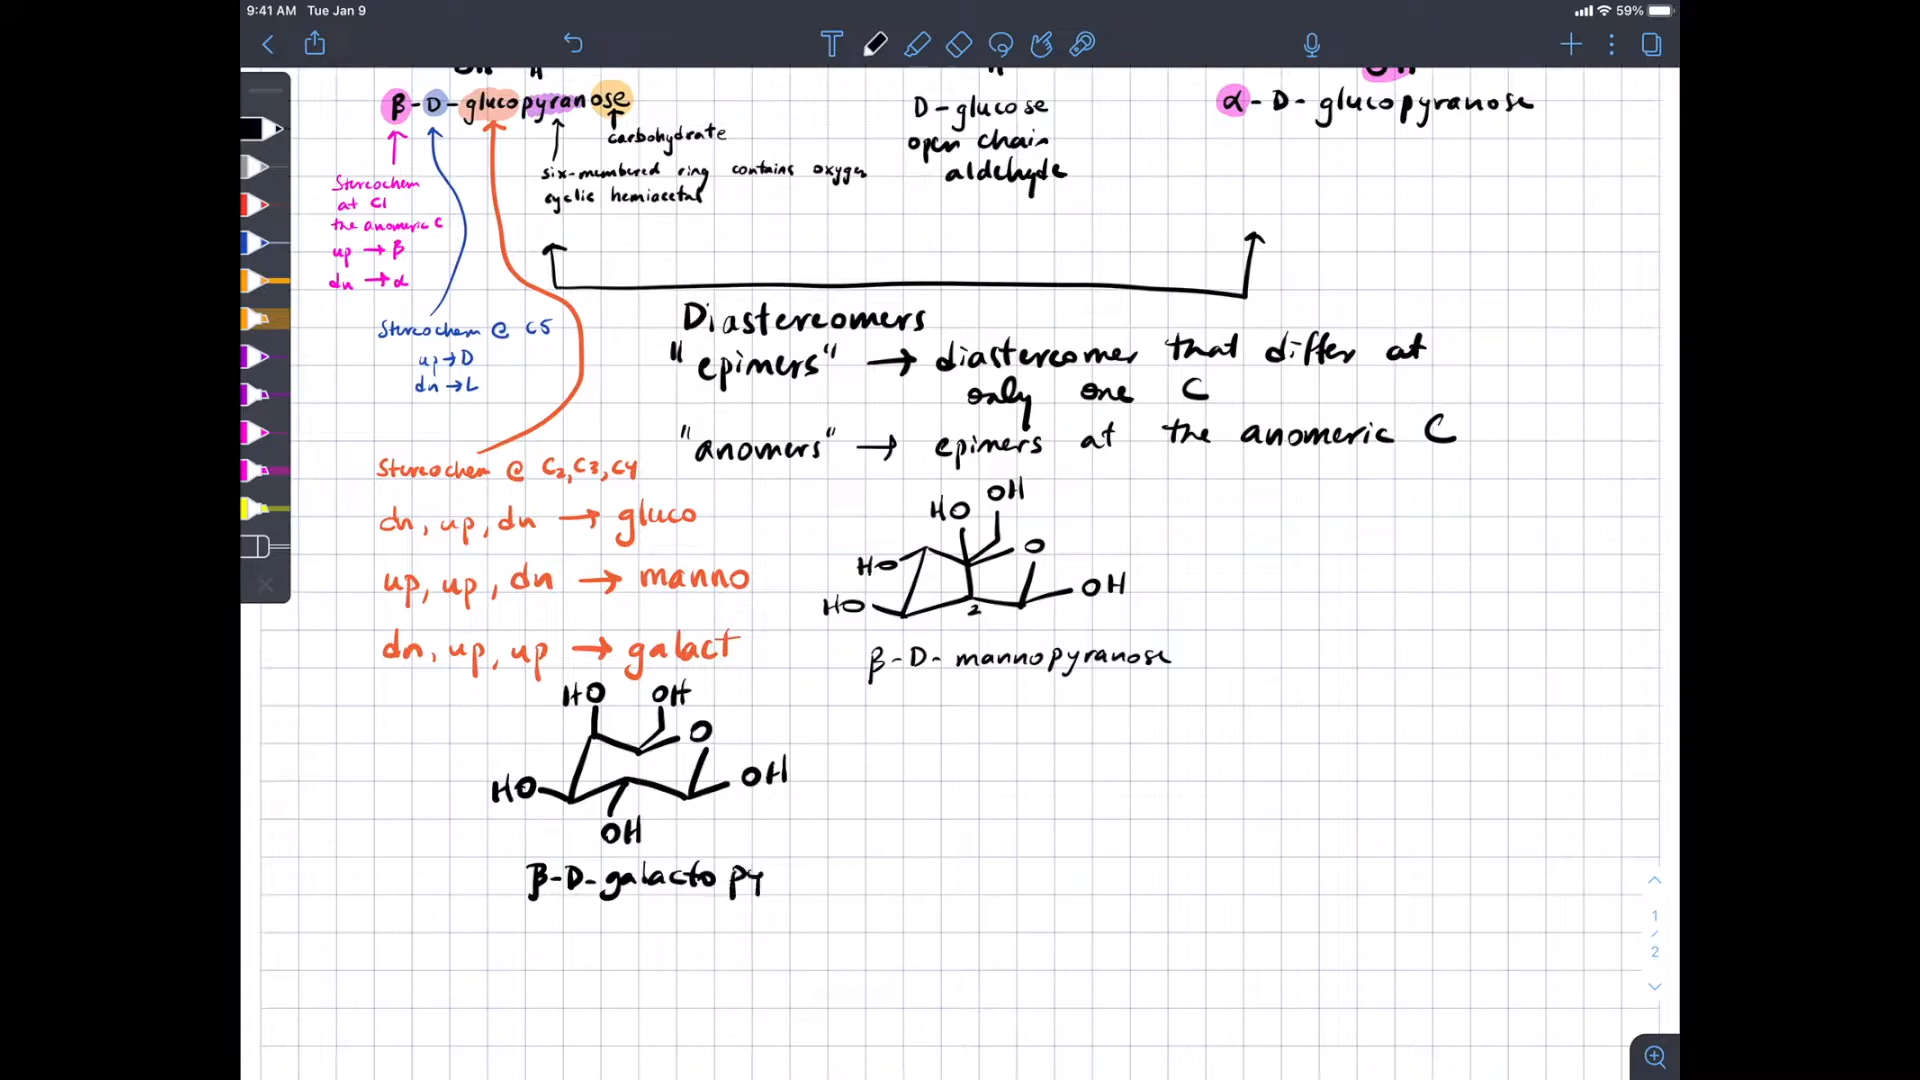 9:41 AM Tue Jan 9
59%
β-D-glucopyranose
carbohydrate
six-membered ring contains oxygen
cyclic hemiacetal
Stereochem
at C1
the anomeric C
up → β
dn → α
Stereochem @ C5
up → D
dn → L
D-glucose
open chain
aldehyde
α-D-glucopyranose
Diastereomers
"epimers" → diastereomer that differ at
only one C
"anomers" → epimers at the anomeric C
Stereochem @ C2, C3, C4
dn, up, dn → gluco
up, up, dn → manno
dn, up, up → galact
HO OH
HO O
HO OH
2
β-D-mannopyranose
HO OH
O
HO OH
OH
β-D-galacto py
1
/
2